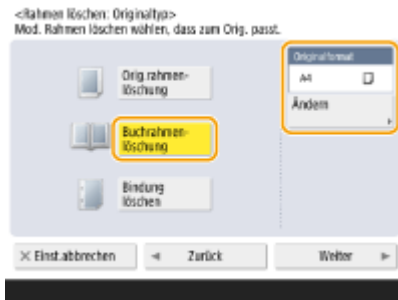 <Rahmen löschen: Originaltyp>
Mod. Rahmen löschen wählen, dass zum Orig. passt.
Originalformat
A4
Ändern
Orig.rahmen-
löschung
Buchrahmen-
löschung
Bindung
löschen
Einst.abbrechen
Zurück
Weiter